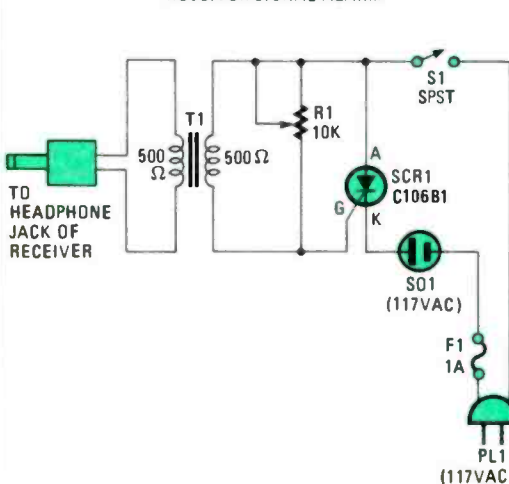 S1
SPST
T1
R1
10K
500
Ω
500Ω
A
SCR1
C106B1
G
K
TO
HEADPHONE
JACK OF
RECEIVER
SO1
(117VAC)
F1
1A
PL1
(117VAC